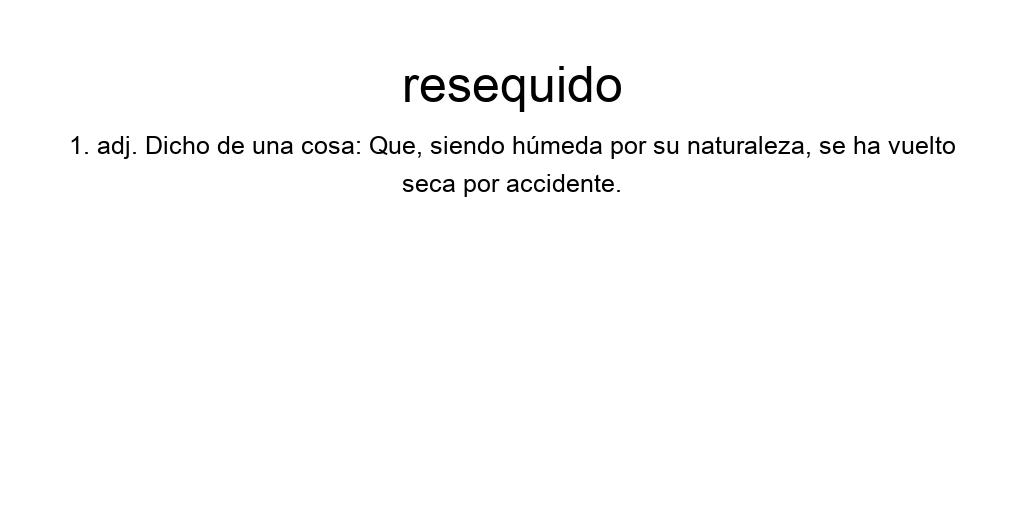 resequido
1. adj. Dicho de una cosa: Que, siendo húmeda por su naturaleza, se ha vuelto
seca por accidente.